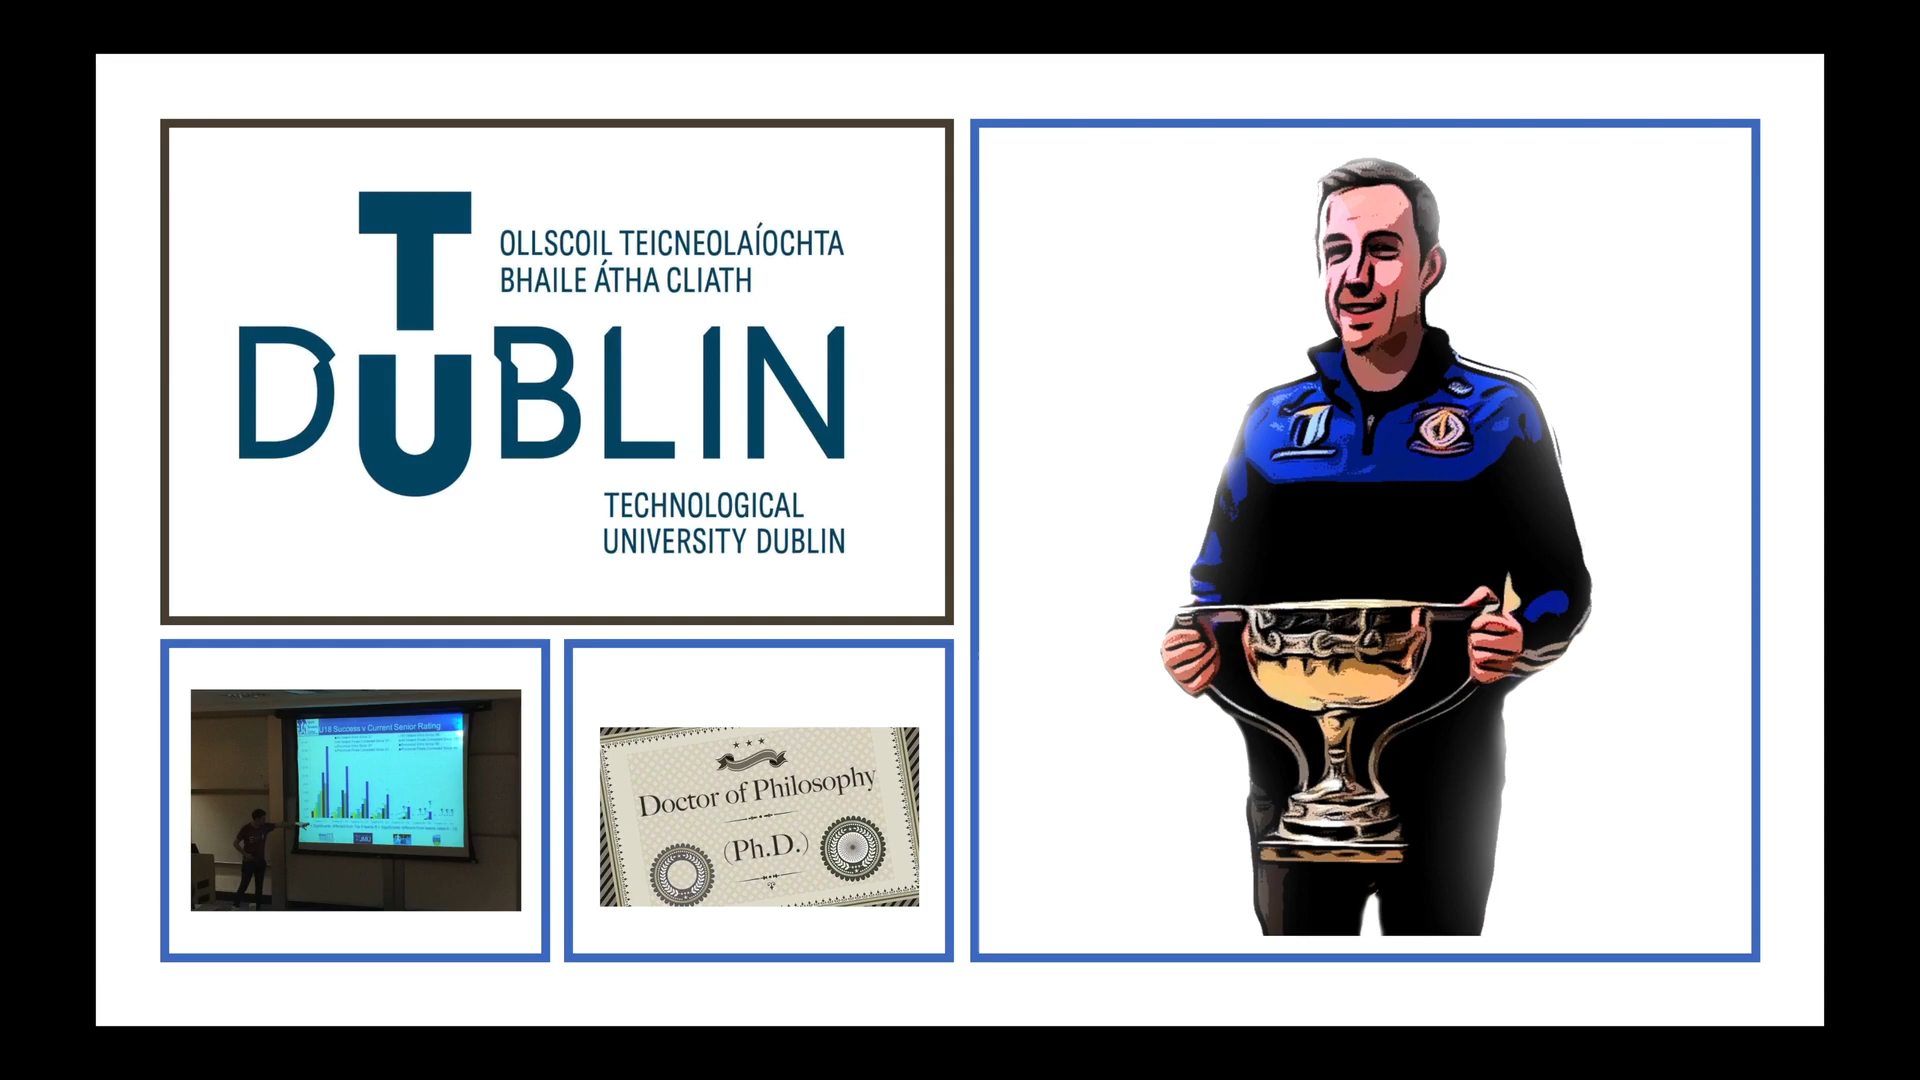 OLLSCOIL TEICNEOLAÍOCHTA
BHAILE ÁTHA CLIATH
TU
DUBLIN
TECHNOLOGICAL
UNIVERSITY DUBLIN
U18 Success v Current Senior Rating
Doctor of Philosophy
(Ph.D.)